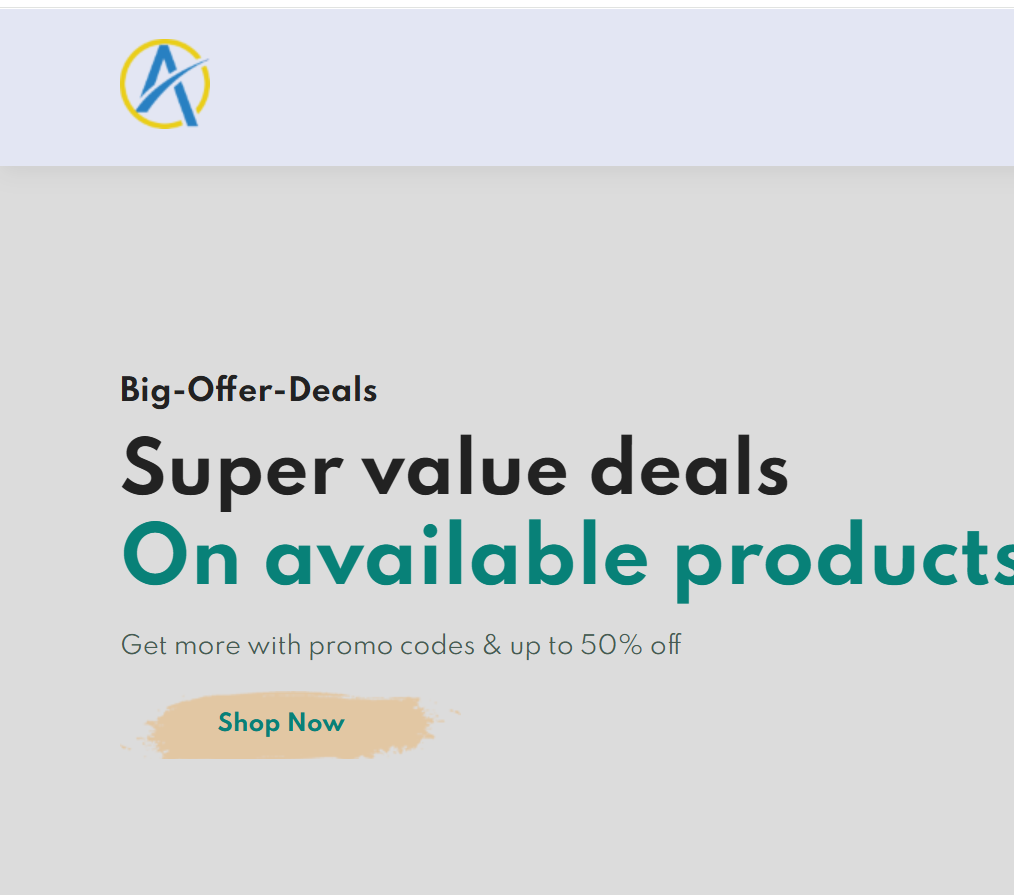 Big-Offer-Deals
Super value deals
On available products
Get more with promo codes & up to 50% off
Shop Now